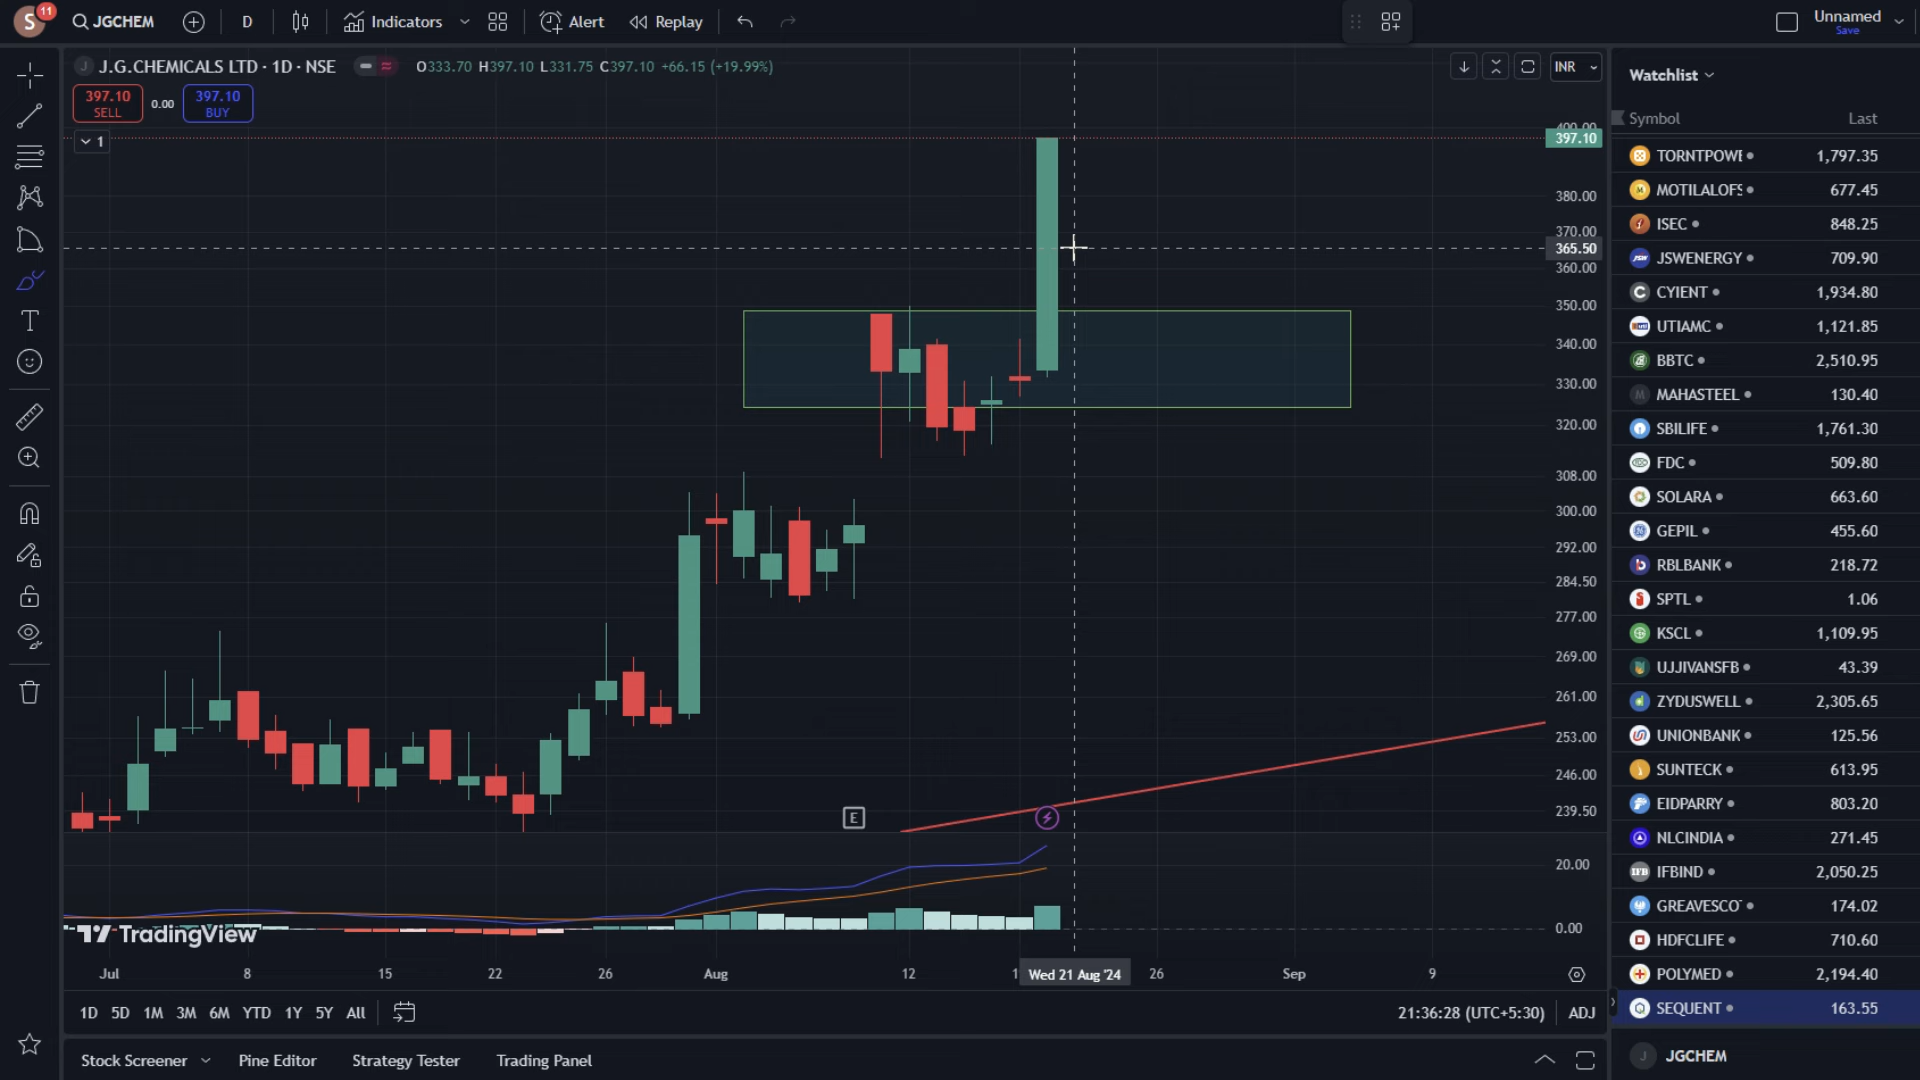 S 11 JGCHEM D Indicators Alert Replay Unnamed
Save
J J.G.CHEMICALS LTD · 1D · NSE O333.70 H397.10 L331.75 C397.10 +66.15 (+19.99%) INR
397.10 0.00 397.10
SELL BUY
1
400.00
397.10
380.00
370.00
365.50
360.00
350.00
340.00
330.00
320.00
308.00
300.00
292.00
284.50
277.00
269.00
261.00
253.00
246.00
239.50
E
20.00
0.00
TradingView
Jul 8 15 22 26 Aug 12 1 Wed 21 Aug '24 26 Sep 9
1D 5D 1M 3M 6M YTD 1Y 5Y All 21:36:28 (UTC+5:30) ADJ
Stock Screener Pine Editor Strategy Tester Trading Panel
Watchlist
Symbol Last
TORNTPOWE 1,797.35
MOTILALOFS 677.45
ISEC 848.25
JSWENERGY 709.90
CYIENT 1,934.80
UTIAMC 1,121.85
BBTC 2,510.95
MAHASTEEL 130.40
SBILIFE 1,761.30
FDC 509.80
SOLARA 663.60
GEPIL 455.60
RBLBANK 218.72
SPTL 1.06
KSCL 1,109.95
UJJIVANSFB 43.39
ZYDUSWELL 2,305.65
UNIONBANK 125.56
SUNTECK 613.95
EIDPARRY 803.20
NLCINDIA 271.45
IFBIND 2,050.25
GREAVESCOT 174.02
HDFCLIFE 710.60
POLYMED 2,194.40
SEQUENT 163.55
J JGCHEM